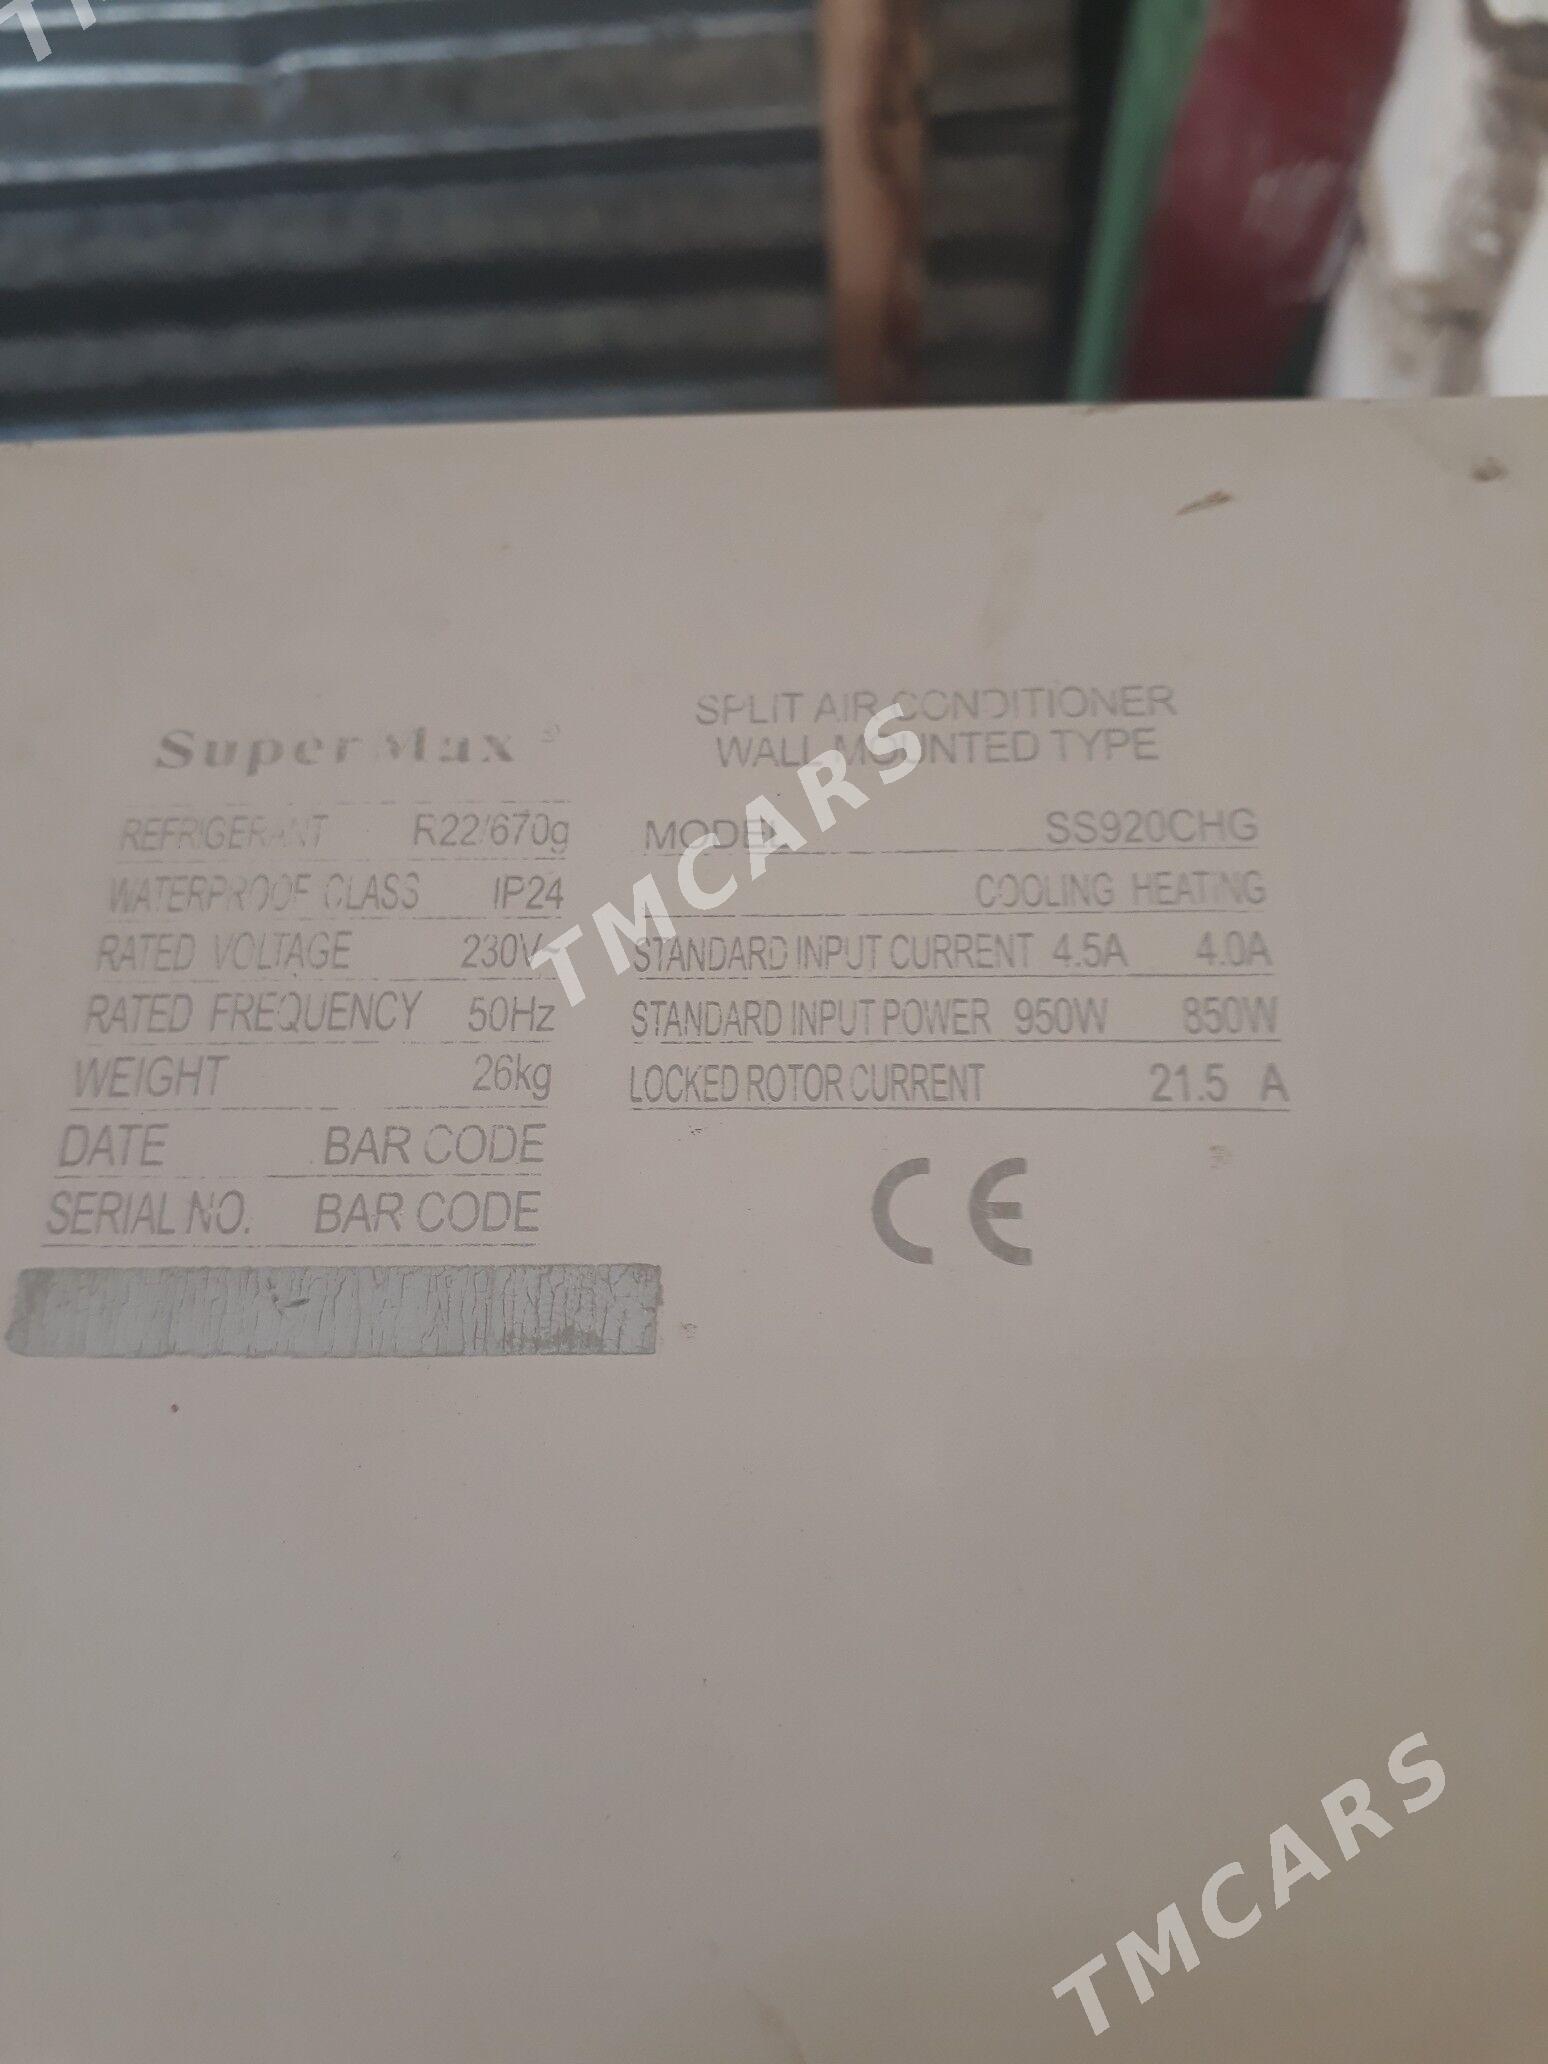 Super Max
REFRIGERANT R22/670g
WATERPROOF CLASS IP24
RATED VOLTAGE 230V~
RATED FREQUENCY 50Hz
WEIGHT 26kg
DATE BAR CODE
SERIAL NO. BAR CODE
SPLIT AIR CONDITIONER
WALL MOUNTED TYPE
MODEL SS920CHG
COOLING HEATING
STANDARD INPUT CURRENT 4.5A 4.0A
STANDARD INPUT POWER 950W 850W
LOCKED ROTOR CURRENT 21.5 A
CE
TMCARS
TMCARS